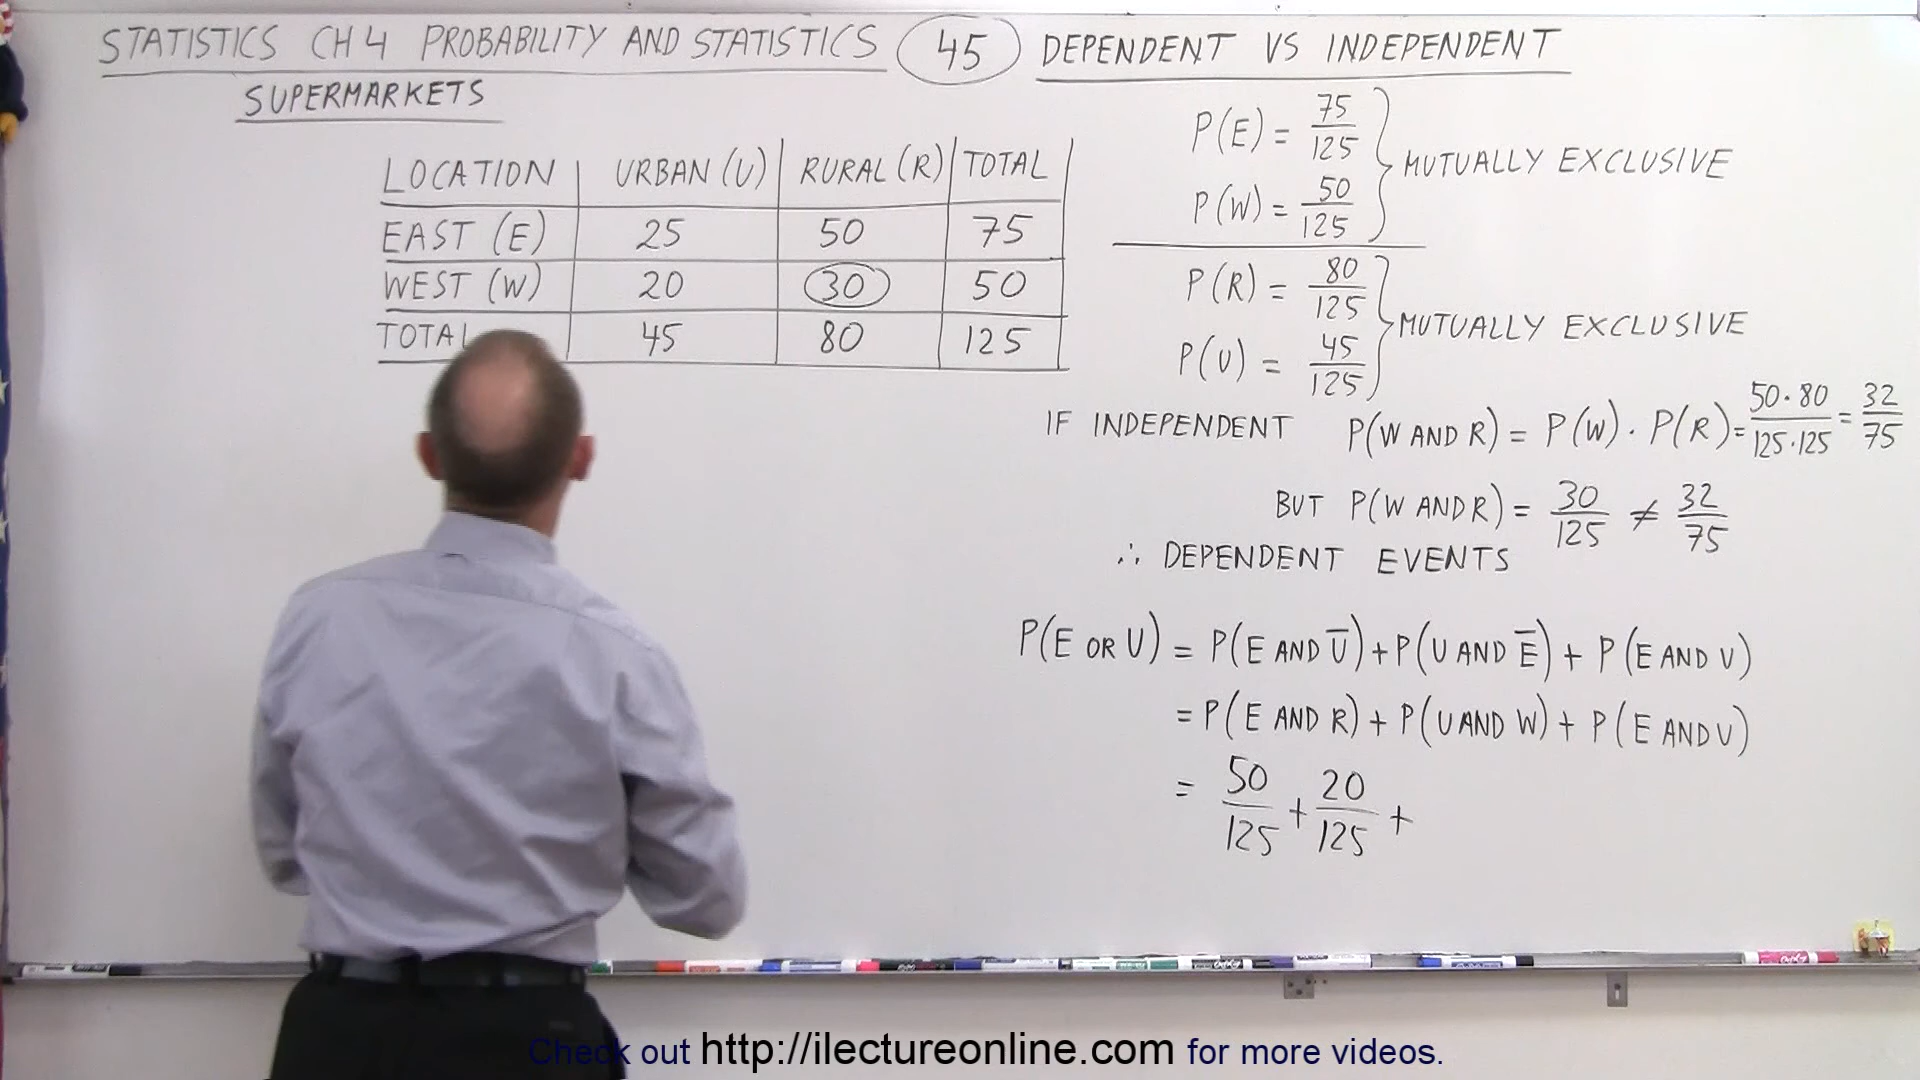 STATISTICS CH 4 PROBABILITY AND STATISTICS 45 DEPENDENT VS INDEPENDENT
SUPERMARKETS
LOCATION URBAN (U) RURAL (R) TOTAL
EAST (E) 25 50 75
WEST (W) 20 30 50
TOTAL 45 80 125
P(E) = 75/125
P(W) = 50/125
} MUTUALLY EXCLUSIVE
P(R) = 80/125
P(U) = 45/125
} MUTUALLY EXCLUSIVE
IF INDEPENDENT P(W AND R) = P(W) · P(R) = 50·80/125·125 = 32/75
BUT P(W AND R) = 30/125 ≠ 32/75
∴ DEPENDENT EVENTS
P(E OR U) = P(E AND U̅) + P(U AND E̅) + P(E AND U)
= P(E AND R) + P(U AND W) + P(E AND U)
= 50/125 + 20/125 +
Check out http://ilectureonline.com for more videos.